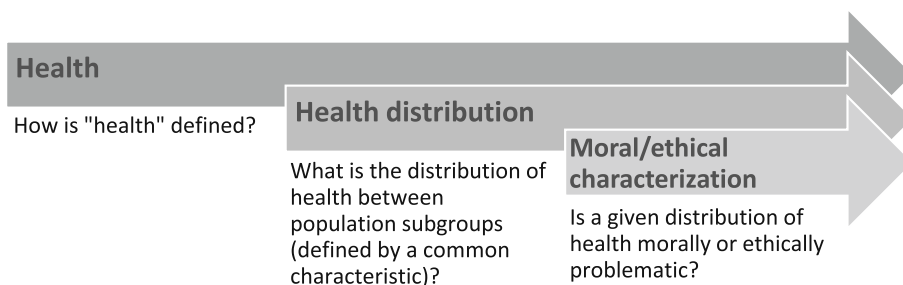 Health
How is "health" defined?
Health distribution
What is the distribution of
health between
population subgroups
(defined by a common
characteristic)?
Moral/ethical
characterization
Is a given distribution of
health morally or ethically
problematic?